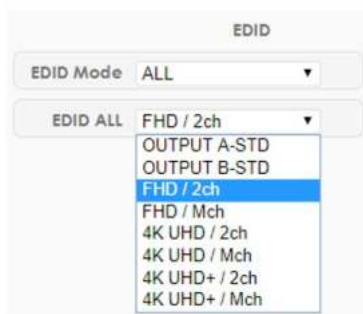 EDID
EDID Mode ALL
EDID ALL FHD / 2ch
OUTPUT A-STD
OUTPUT B-STD
FHD / 2ch
FHD / Mch
4K UHD / 2ch
4K UHD / Mch
4K UHD+ / 2ch
4K UHD+ / Mch